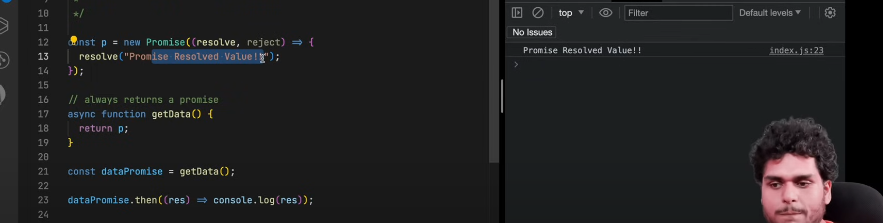 10 */
11
12 const p = new Promise((resolve, reject) => {
13 resolve("Promise Resolved Value!!");
14 });
15
16 // always returns a promise
17 async function getData() {
18 return p;
19 }
20
21 const dataPromise = getData();
22
23 dataPromise.then((res) => console.log(res));
24
top
Filter
Default levels
No Issues
Promise Resolved Value!! index.js:23
>